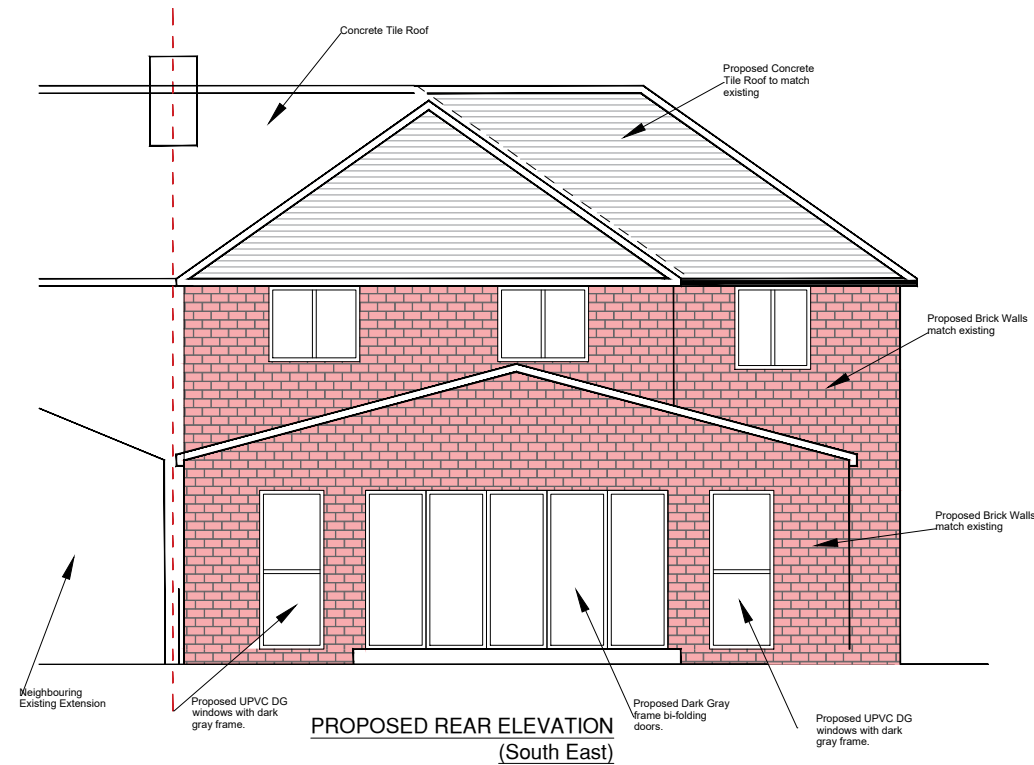 Concrete Tile Roof
Proposed Concrete
Tile Roof to match
existing
Proposed Brick Walls
match existing
Proposed Brick Walls
match existing
Neighbouring
Existing Extension
Proposed UPVC DG
windows with dark
gray frame.
PROPOSED REAR ELEVATION
(South East)
Proposed Dark Gray
frame bi-folding
doors.
Proposed UPVC DG
windows with dark
gray frame.